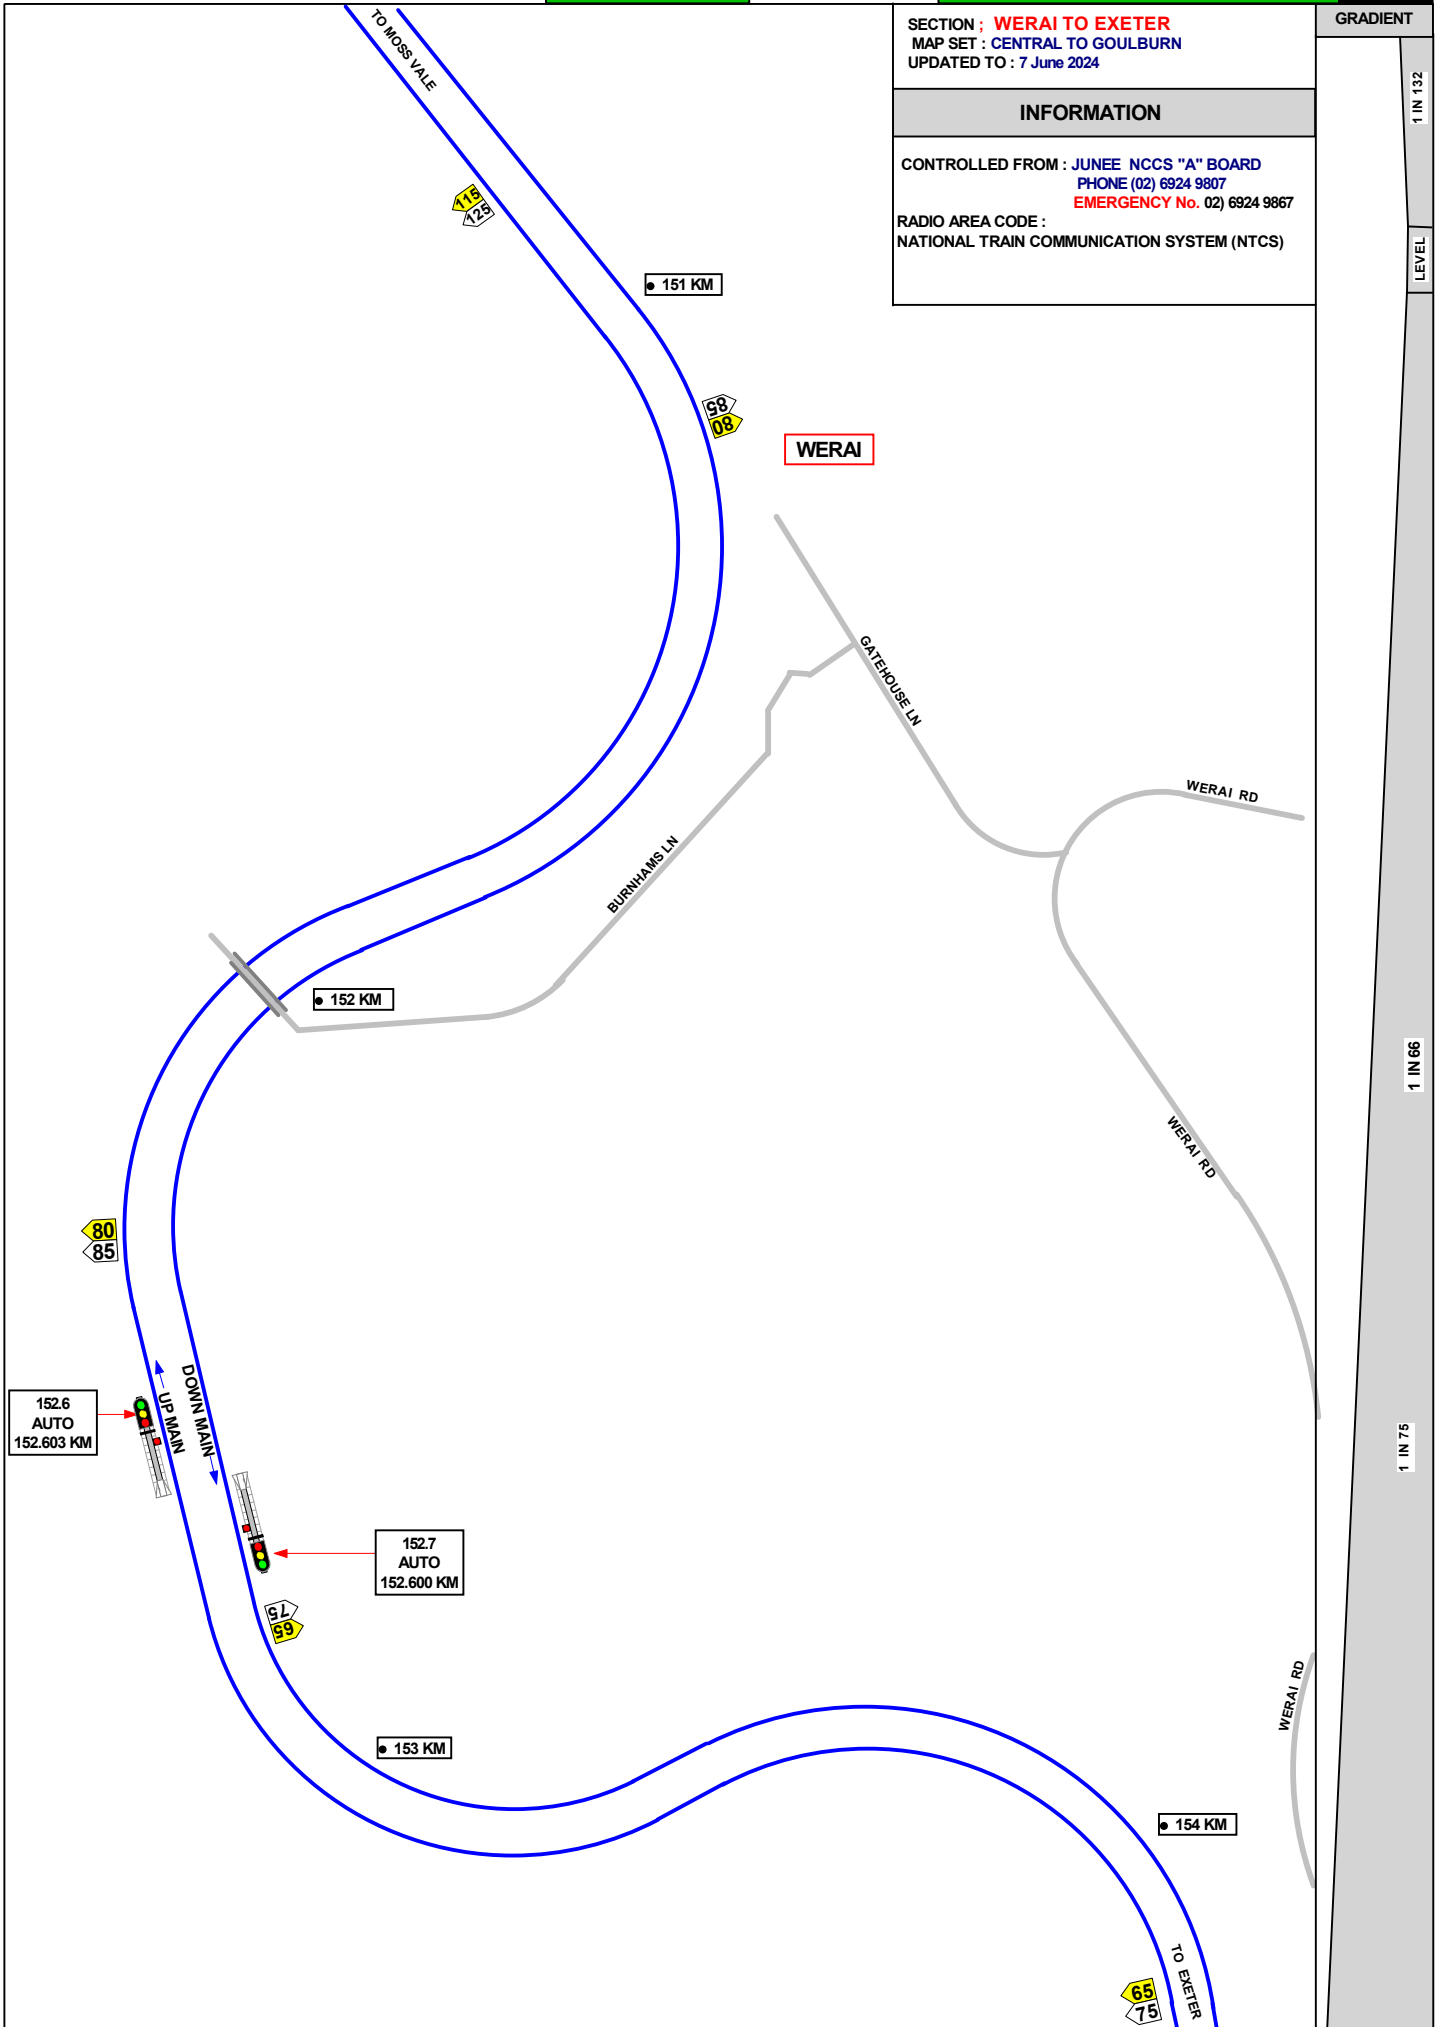 SECTION ; WERAI TO EXETER
MAP SET : CENTRAL TO GOULBURN
UPDATED TO : 7 June 2024
INFORMATION
CONTROLLED FROM : JUNEE NCCS "A" BOARD
PHONE (02) 6924 9807
EMERGENCY No. 02) 6924 9867
RADIO AREA CODE :
NATIONAL TRAIN COMMUNICATION SYSTEM (NTCS)
GRADIENT
1 IN 132
LEVEL
1 IN 66
1 IN 75
TO MOSS VALE
115
125
151 KM
85
80
WERAI
GATEHOUSE LN
WERAI RD
BURNHAMS LN
152 KM
WERAI RD
80
85
UP MAIN
DOWN MAIN
152.6
AUTO
152.603 KM
152.7
AUTO
152.600 KM
75
65
153 KM
WERAI RD
154 KM
TO EXETER
65
75